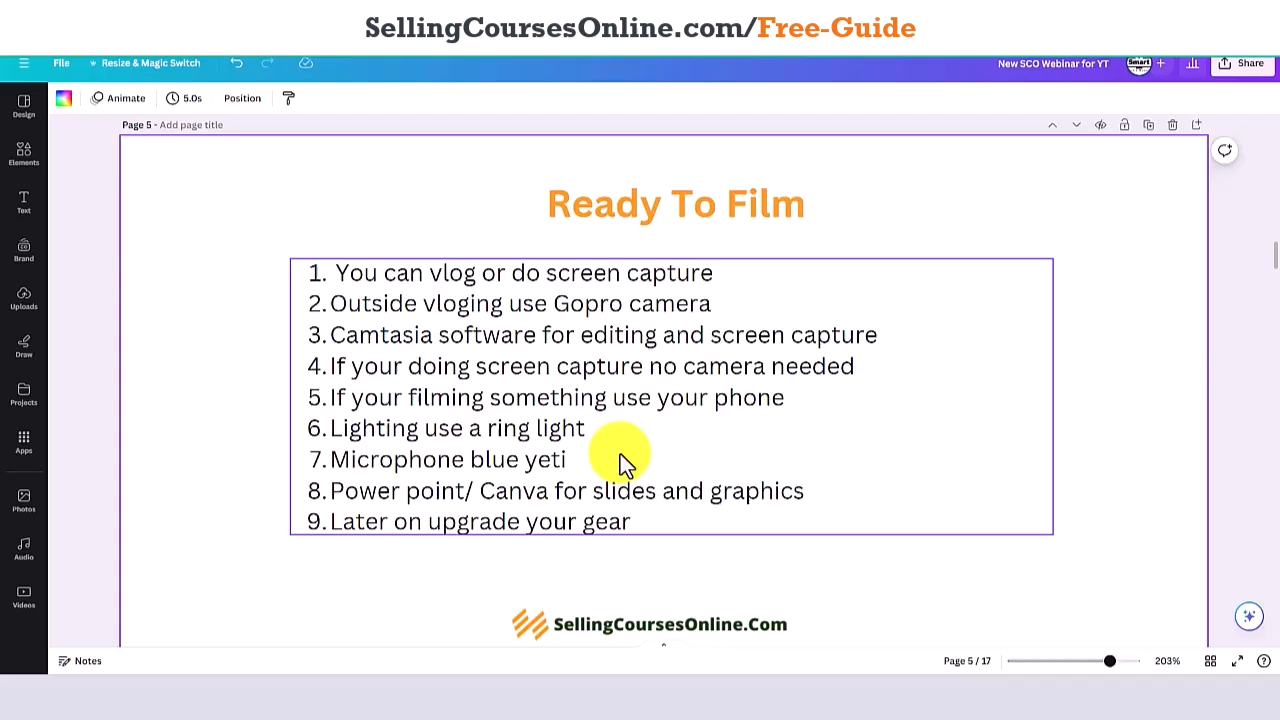 SellingCoursesOnline.com/Free-Guide
File Resize & Magic Switch New SCO Webinar for YT Smart Share
Animate 5.0s Position
Page 5 - Add page title
Design
Elements
Text
Brand
Uploads
Draw
Projects
Apps
Photos
Audio
Videos
Ready To Film
1. You can vlog or do screen capture
2. Outside vloging use Gopro camera
3. Camtasia software for editing and screen capture
4. If your doing screen capture no camera needed
5. If your filming something use your phone
6. Lighting use a ring light
7. Microphone blue yeti
8. Power point/ Canva for slides and graphics
9. Later on upgrade your gear
SellingCoursesOnline.Com
Notes Page 5 / 17 203%